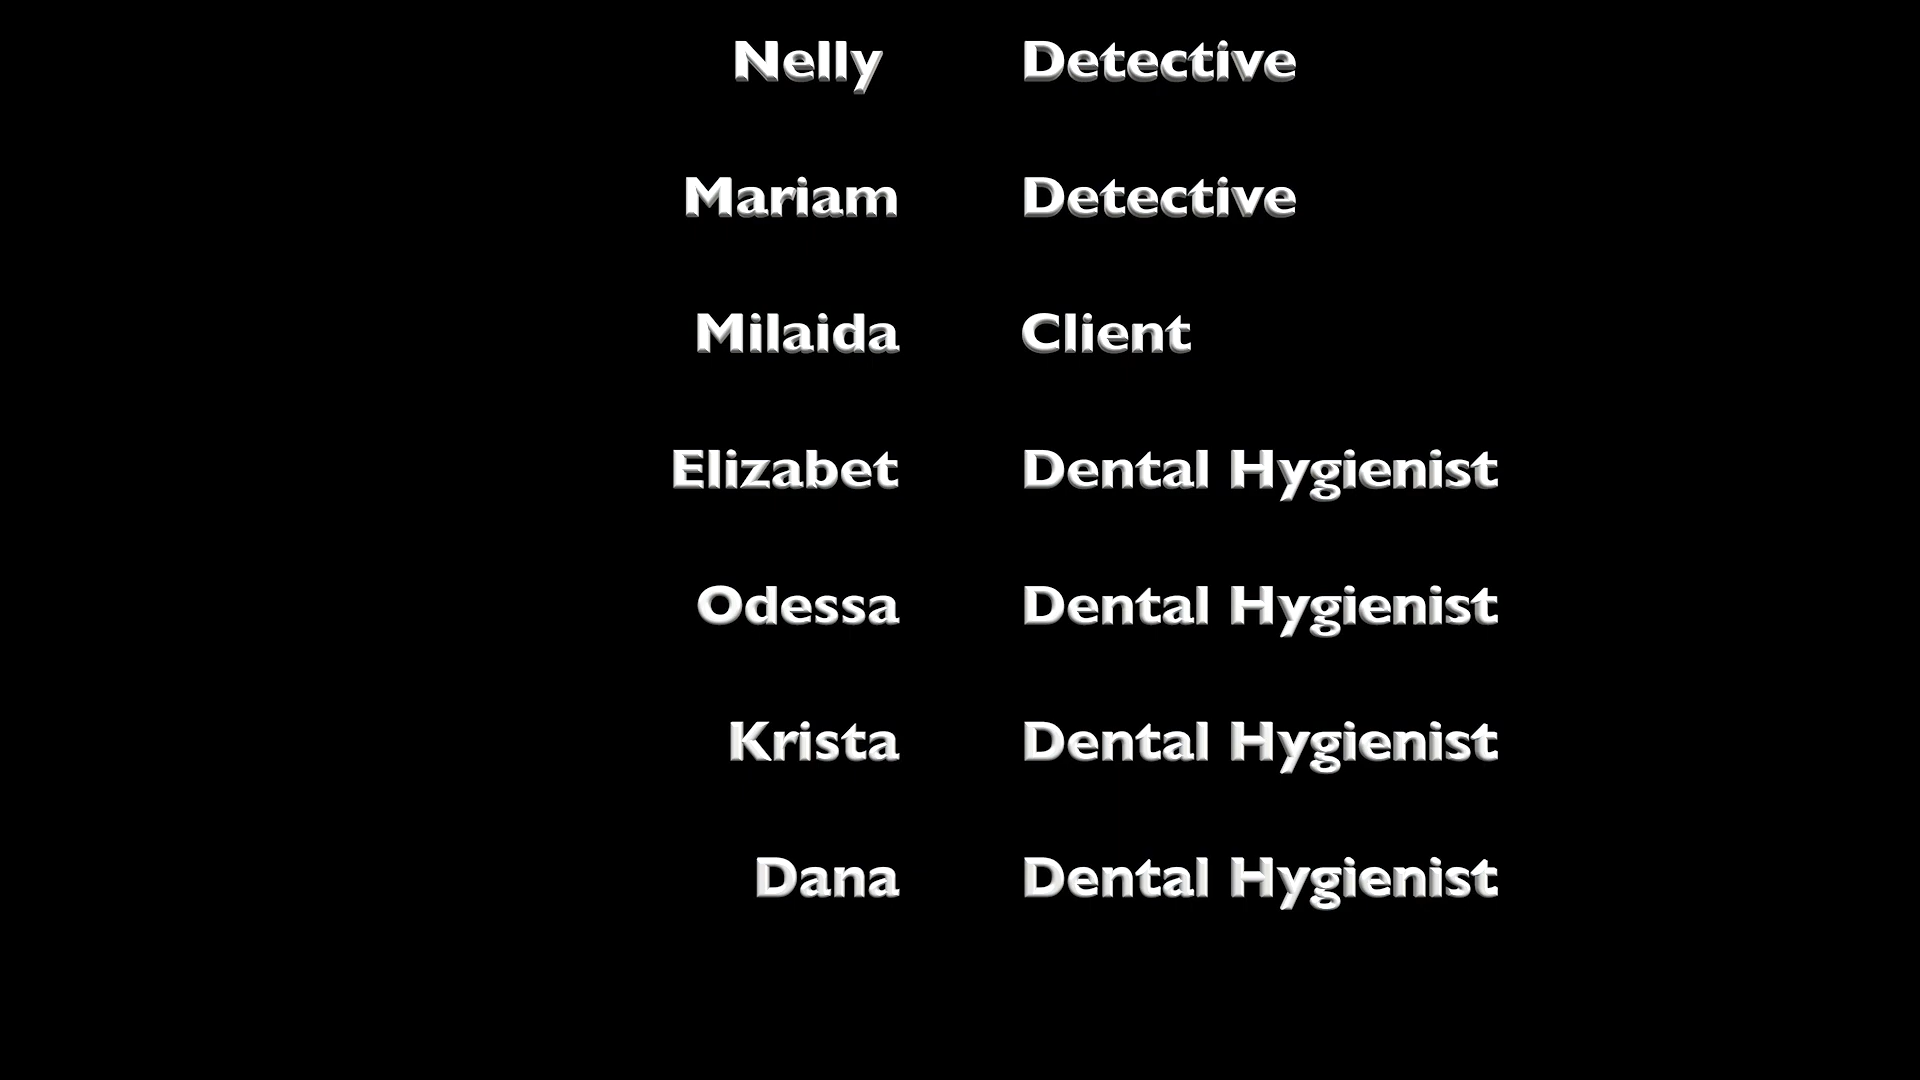 Nelly Detective
Mariam Detective
Milaida Client
Elizabet Dental Hygienist
Odessa Dental Hygienist
Krista Dental Hygienist
Dana Dental Hygienist